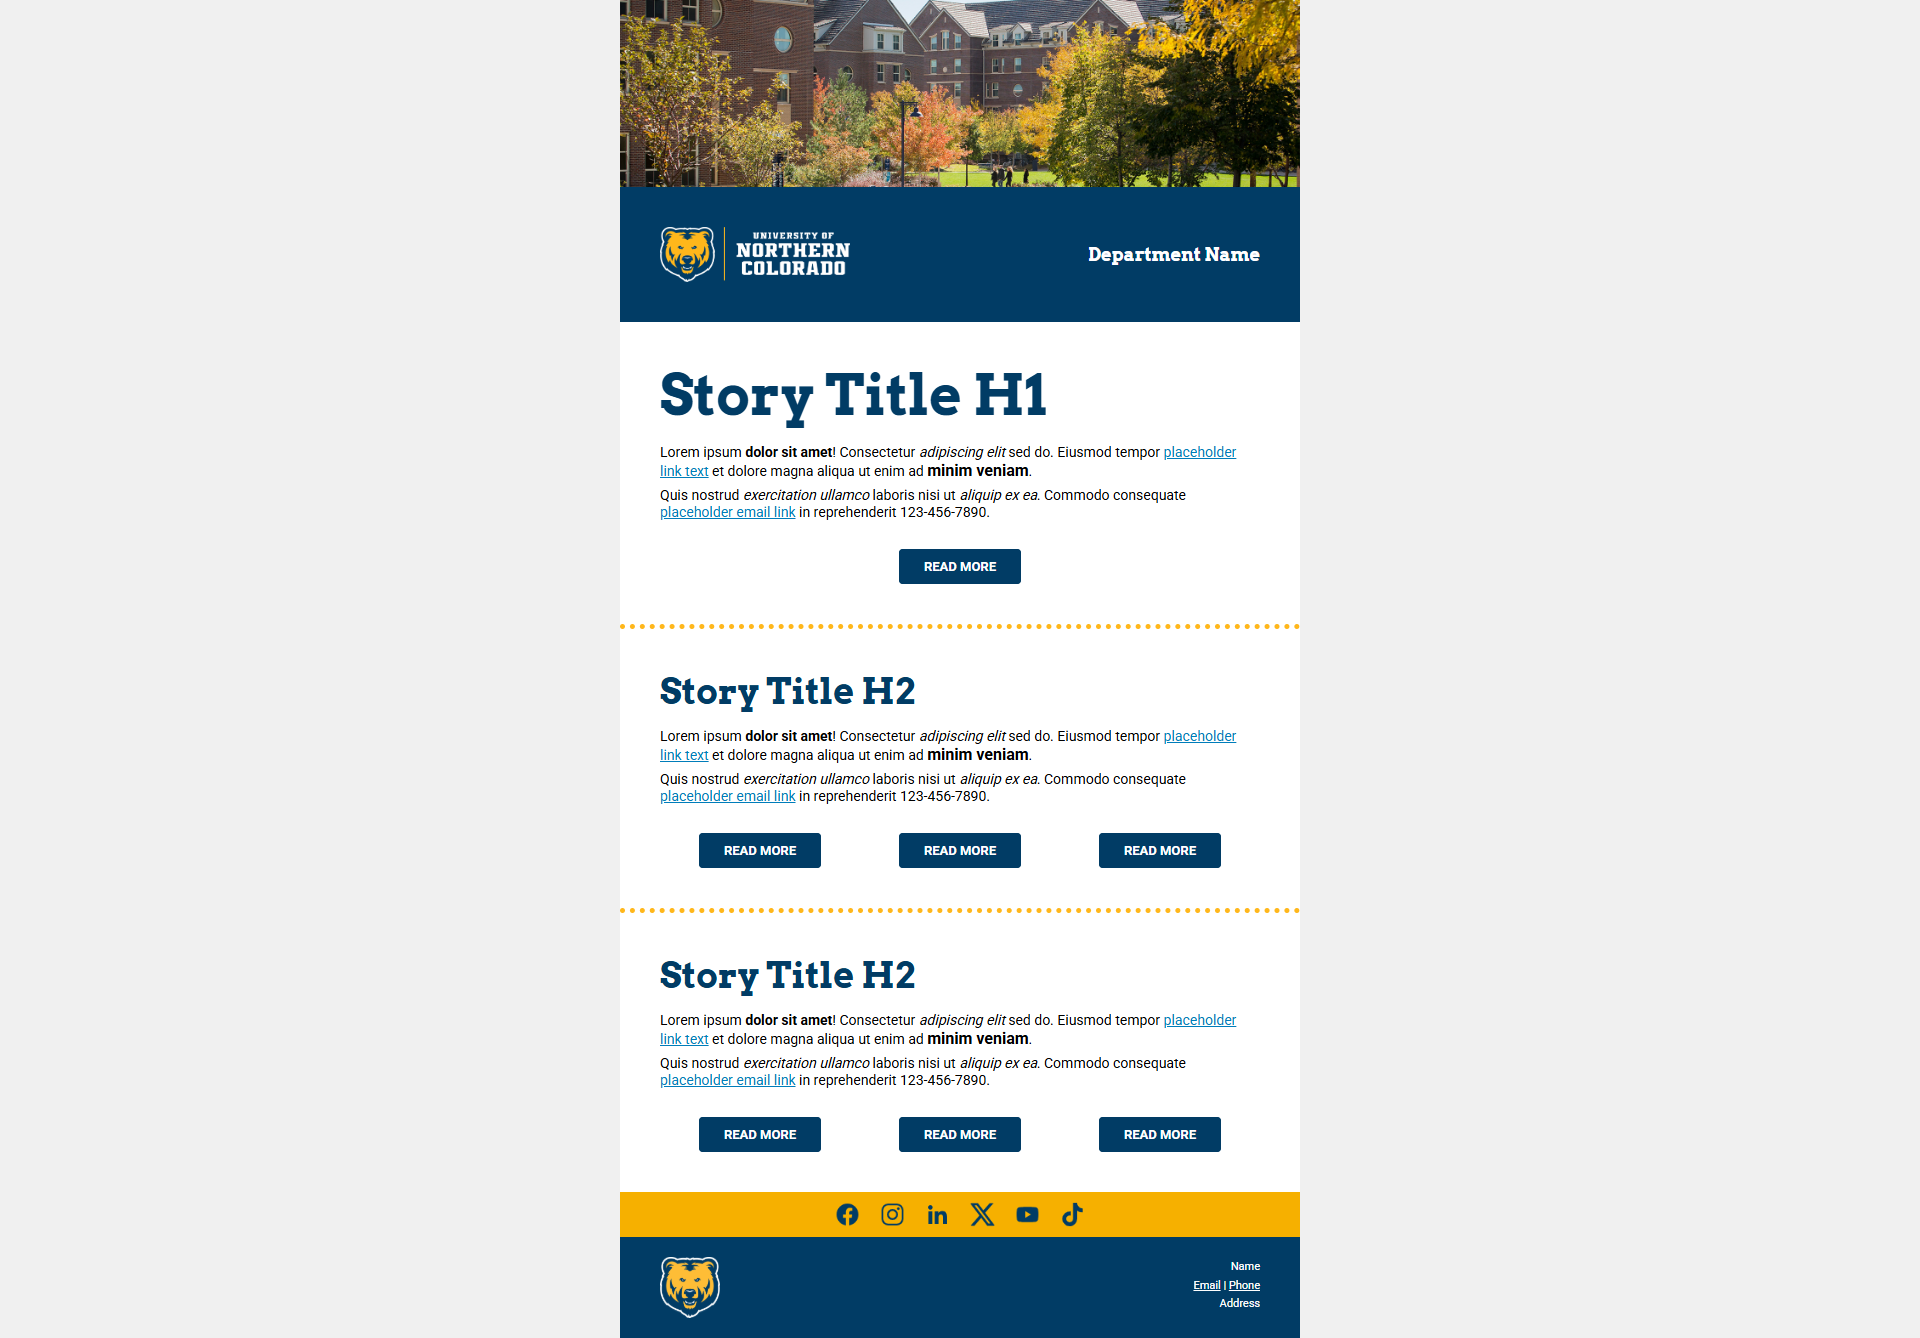 UNIVERSITY OF
NORTHERN
COLORADO
Department Name
Story Title H1
Lorem ipsum dolor sit amet! Consectetur adipiscing elit sed do. Eiusmod tempor placeholder
link text et dolore magna aliqua ut enim ad minim veniam.
Quis nostrud exercitation ullamco laboris nisi ut aliquip ex ea. Commodo consequate
placeholder email link in reprehenderit 123-456-7890.
READ MORE
Story Title H2
Lorem ipsum dolor sit amet! Consectetur adipiscing elit sed do. Eiusmod tempor placeholder
link text et dolore magna aliqua ut enim ad minim veniam.
Quis nostrud exercitation ullamco laboris nisi ut aliquip ex ea. Commodo consequate
placeholder email link in reprehenderit 123-456-7890.
READ MORE READ MORE READ MORE
Story Title H2
Lorem ipsum dolor sit amet! Consectetur adipiscing elit sed do. Eiusmod tempor placeholder
link text et dolore magna aliqua ut enim ad minim veniam.
Quis nostrud exercitation ullamco laboris nisi ut aliquip ex ea. Commodo consequate
placeholder email link in reprehenderit 123-456-7890.
READ MORE READ MORE READ MORE
Name
Email | Phone
Address